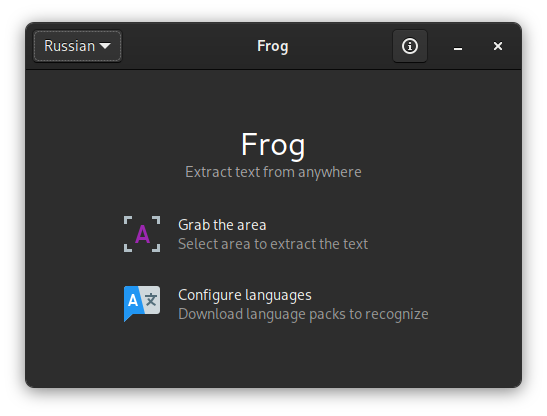 Russian
Frog
Frog
Extract text from anywhere
Grab the area
Select area to extract the text
Configure languages
Download language packs to recognize